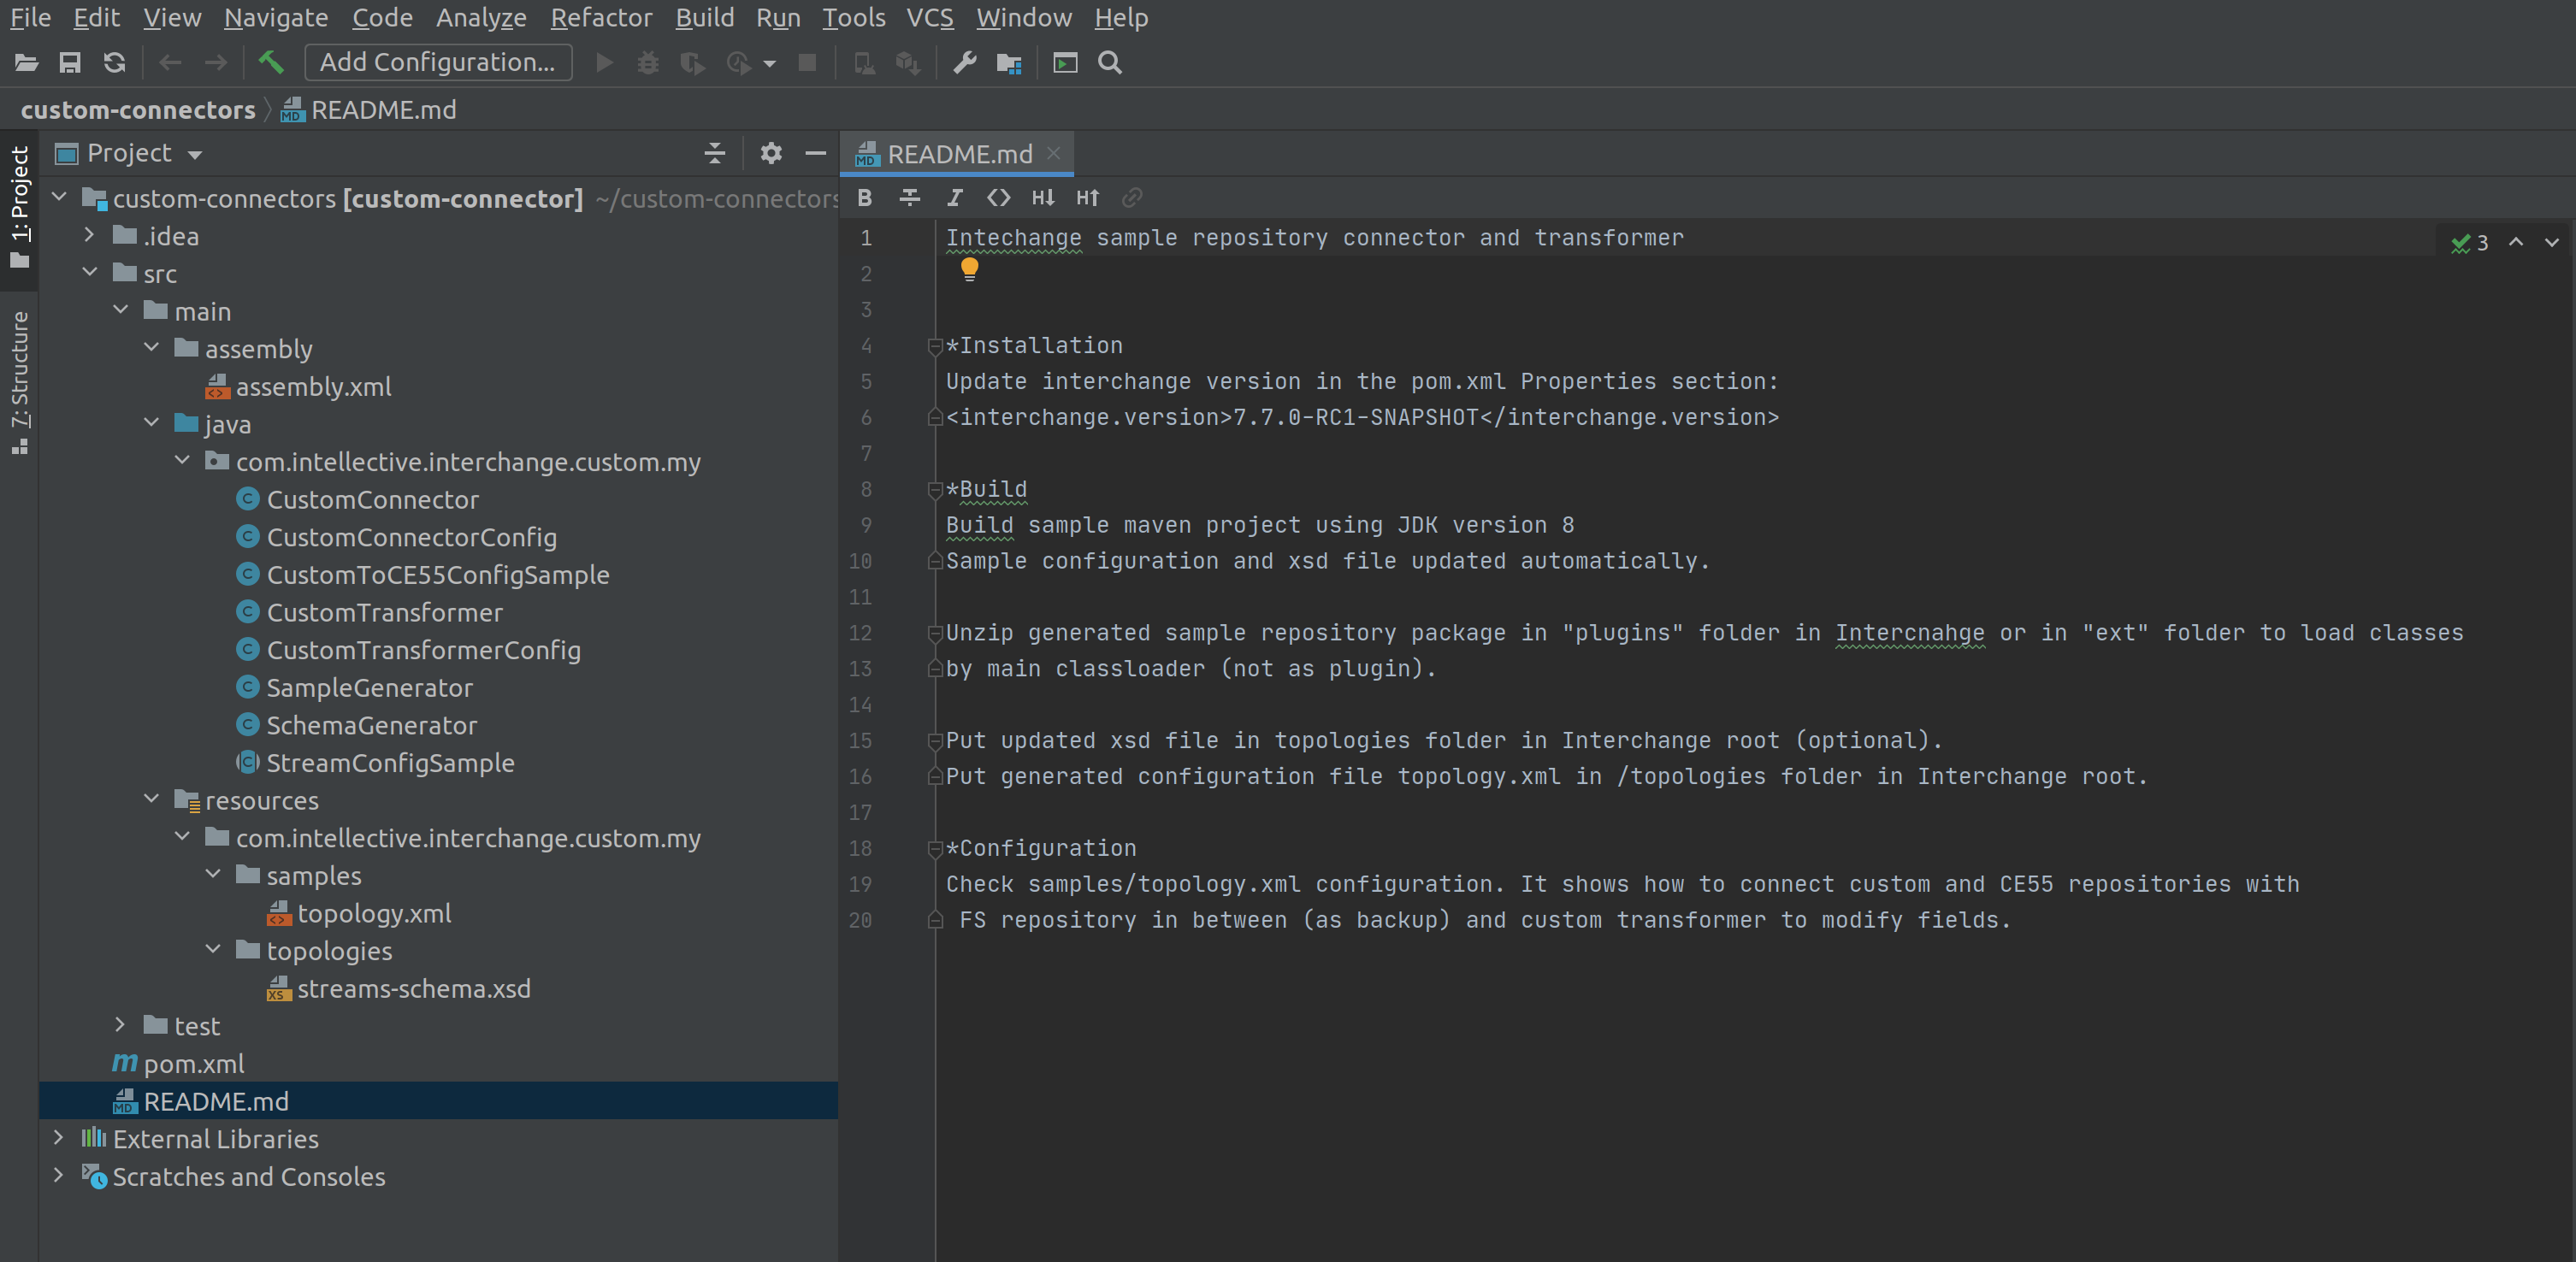 File Edit View Navigate Code Analyze Refactor Build Run Tools VCS Window Help
Add Configuration...
custom-connectors README.md
1: Project
7: Structure
Project
custom-connectors [custom-connector] ~/custom-connectors
.idea
src
main
assembly
assembly.xml
java
com.intellective.interchange.custom.my
CustomConnector
CustomConnectorConfig
CustomToCE55ConfigSample
CustomTransformer
CustomTransformerConfig
SampleGenerator
SchemaGenerator
StreamConfigSample
resources
com.intellective.interchange.custom.my
samples
topology.xml
topologies
streams-schema.xsd
test
pom.xml
README.md
External Libraries
Scratches and Consoles
README.md
3
1 Intechange sample repository connector and transformer
2
3
4 *Installation
5 Update interchange version in the pom.xml Properties section:
6 <interchange.version>7.7.0-RC1-SNAPSHOT</interchange.version>
7
8 *Build
9 Build sample maven project using JDK version 8
10 Sample configuration and xsd file updated automatically.
11
12 Unzip generated sample repository package in "plugins" folder in Intercnahge or in "ext" folder to load classes
13 by main classloader (not as plugin).
14
15 Put updated xsd file in topologies folder in Interchange root (optional).
16 Put generated configuration file topology.xml in /topologies folder in Interchange root.
17
18 *Configuration
19 Check samples/topology.xml configuration. It shows how to connect custom and CE55 repositories with
20 FS repository in between (as backup) and custom transformer to modify fields.